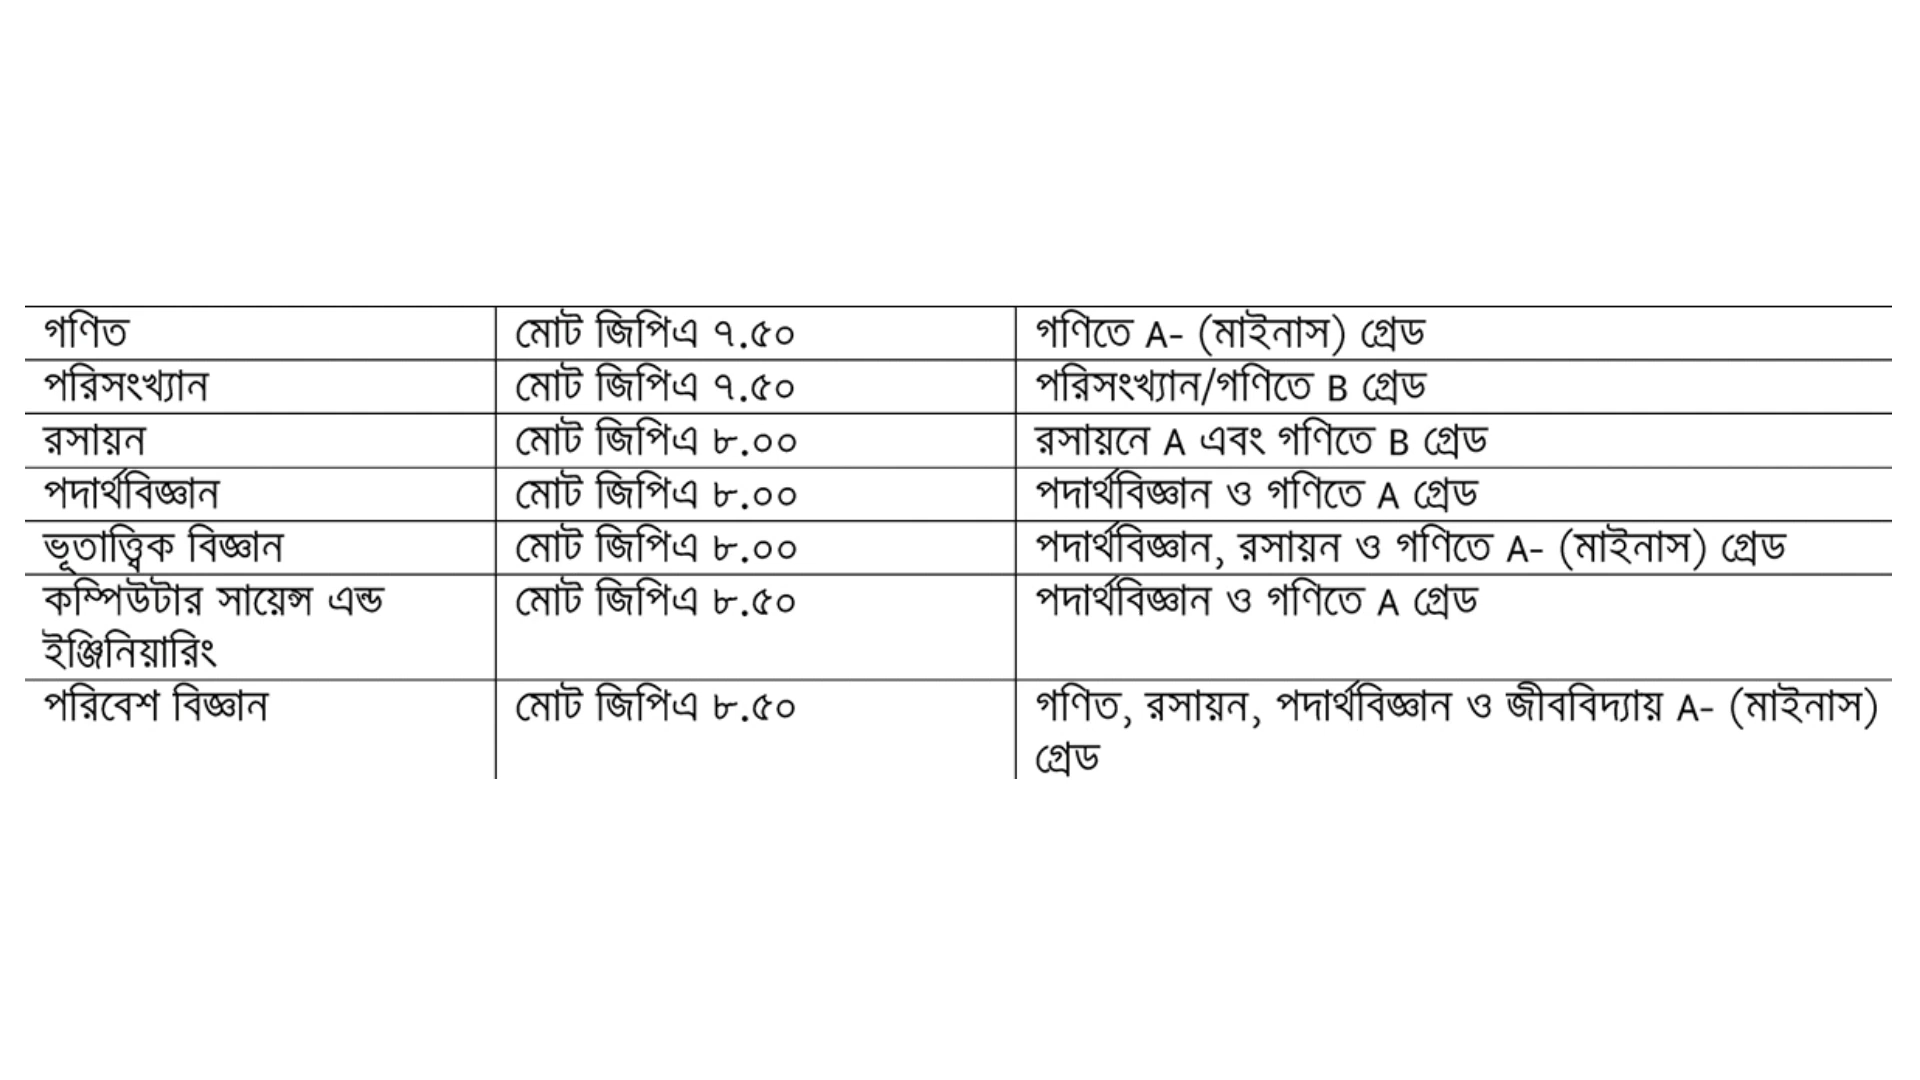 গণিত মোট জিপিএ ৭.৫০ গণিতে A- (মাইনাস) গ্রেড
পরিসংখ্যান মোট জিপিএ ৭.৫০ পরিসংখ্যান/গণিতে B গ্রেড
রসায়ন মোট জিপিএ ৮.০০ রসায়নে A এবং গণিতে B গ্রেড
পদার্থবিজ্ঞান মোট জিপিএ ৮.০০ পদার্থবিজ্ঞান ও গণিতে A গ্রেড
ভূতাত্ত্বিক বিজ্ঞান মোট জিপিএ ৮.০০ পদার্থবিজ্ঞান, রসায়ন ও গণিতে A- (মাইনাস) গ্রেড
কম্পিউটার সায়েন্স এন্ড মোট জিপিএ ৮.৫০ পদার্থবিজ্ঞান ও গণিতে A গ্রেড
ইঞ্জিনিয়ারিং
পরিবেশ বিজ্ঞান মোট জিপিএ ৮.৫০ গণিত, রসায়ন, পদার্থবিজ্ঞান ও জীববিদ্যায় A- (মাইনাস)
গ্রেড